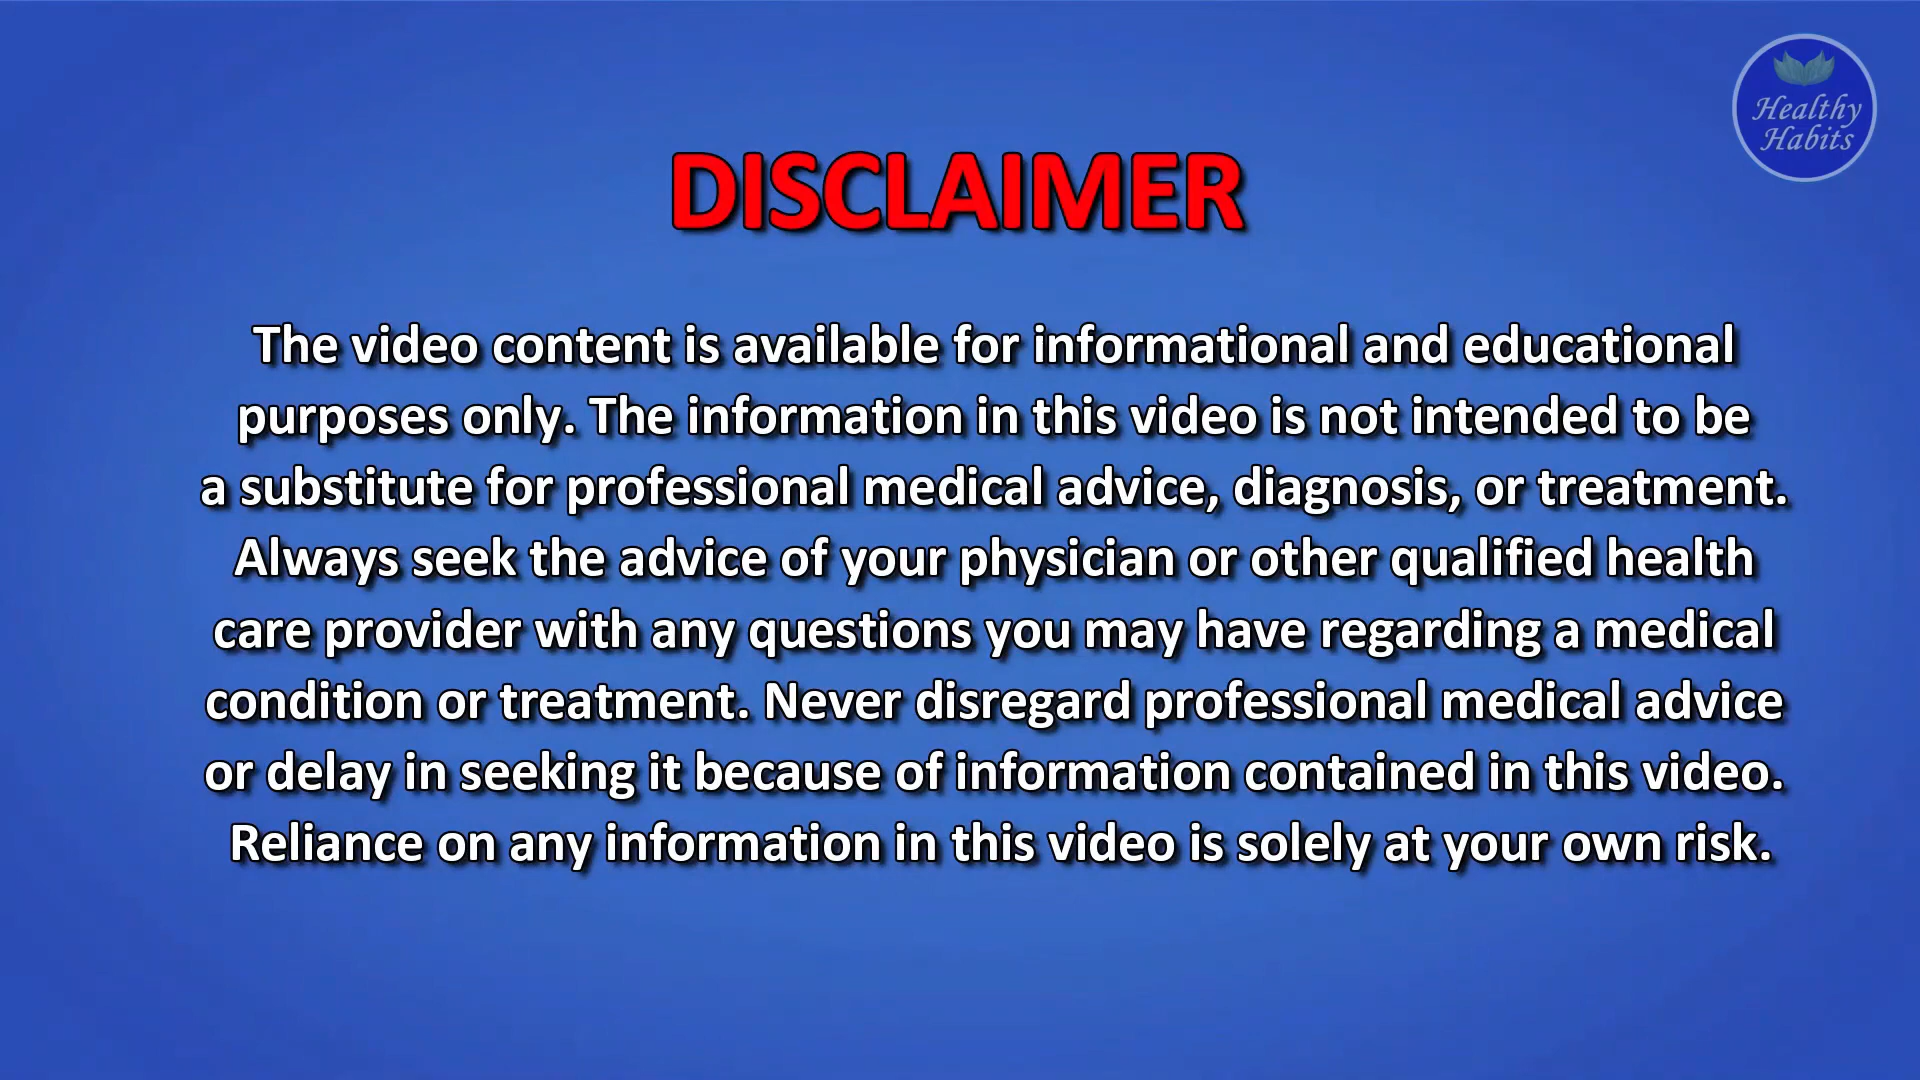 Healthy
Habits
DISCLAIMER
The video content is available for informational and educational
purposes only. The information in this video is not intended to be
a substitute for professional medical advice, diagnosis, or treatment.
Always seek the advice of your physician or other qualified health
care provider with any questions you may have regarding a medical
condition or treatment. Never disregard professional medical advice
or delay in seeking it because of information contained in this video.
Reliance on any information in this video is solely at your own risk.